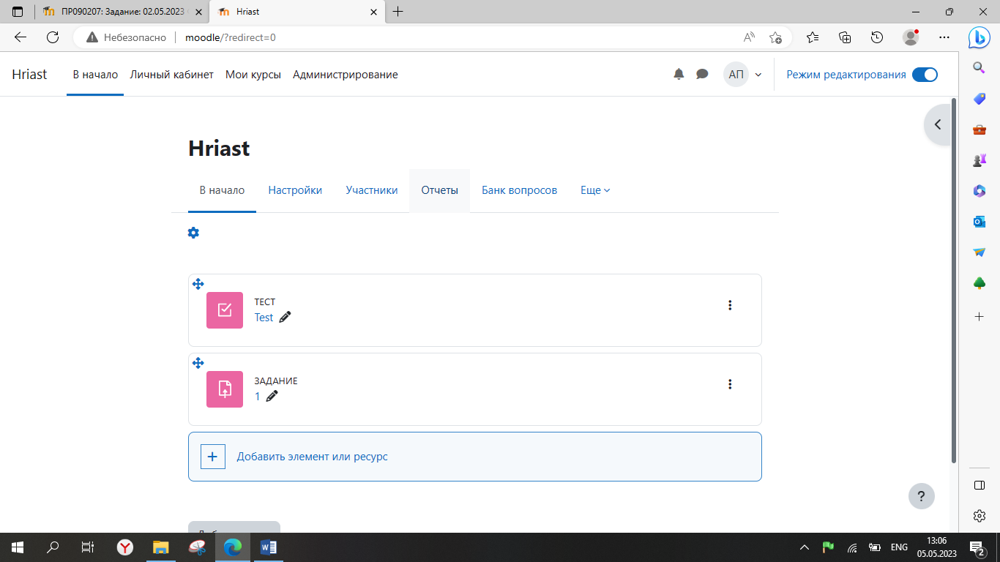 ПР090207: Задание: 02.05.2023
Hriast
Небезопасно
moodle/?redirect=0
Hriast
В начало
Личный кабинет
Мои курсы
Администрирование
АП
Режим редактирования
Hriast
В начало
Настройки
Участники
Отчеты
Банк вопросов
Еще
ТЕСТ
Test
ЗАДАНИЕ
1
Добавить элемент или ресурс
?
ENG
13:06
05.05.2023
2